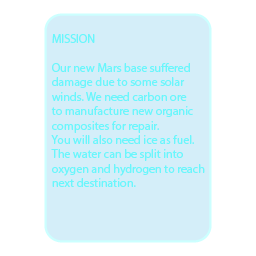 MISSION
Our new Mars base suffered
damage due to some solar
winds. We need carbon ore
to manufacture new organic
composites for repair.
You will also need ice as fuel.
The water can be split into
oxygen and hydrogen to reach
next destination.